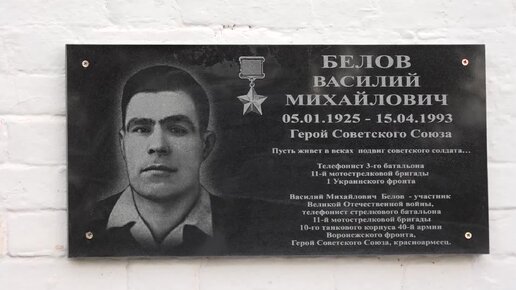 БЕЛОВ
ВАСИЛИЙ
МИХАЙЛОВИЧ
05.01.1925 - 15.04.1993
Герой Советского Союза
Пусть живет в веках подвиг советского солдата...
Телефонист 3-го батальона
11-й мотострелковой бригады
1 Украинского фронта
Василий Михайлович Белов - участник
Великой Отечественной войны,
телефонист стрелкового батальона
11-й мотострелковой бригады
10-го танкового корпуса 40-й армии
Воронежского фронта,
Герой Советского Союза, красноармеец.